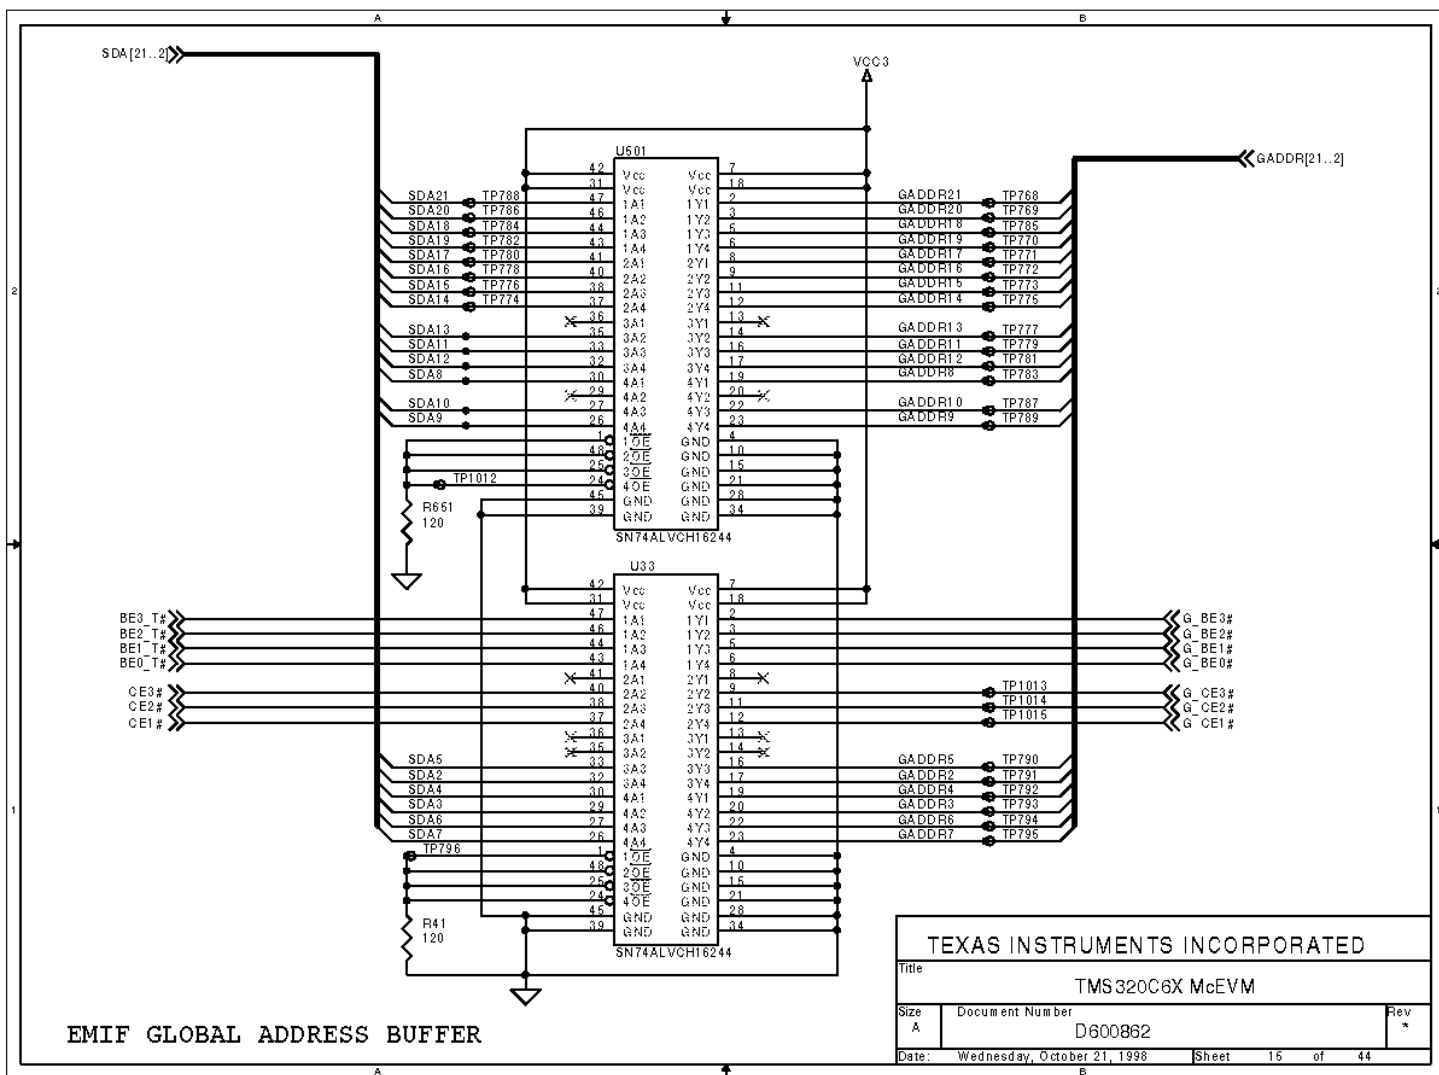 A B
SDA[21..2]
VCC3
GADDR[21..2]
U501
42 Vcc Vcc 7
31 Vcc Vcc 18
SDA21 TP788 47 1A1 1Y1 2 GADDR21 TP768
SDA20 TP786 46 1A2 1Y2 3 GADDR20 TP769
SDA18 TP784 44 1A3 1Y3 5 GADDR18 TP785
SDA19 TP782 43 1A4 1Y4 6 GADDR19 TP770
SDA17 TP780 41 2A1 2Y1 8 GADDR17 TP771
SDA16 TP778 40 2A2 2Y2 9 GADDR16 TP772
SDA15 TP776 38 2A3 2Y3 11 GADDR15 TP773
SDA14 TP774 37 2A4 2Y4 12 GADDR14 TP775
2 36 3A1 3Y1 13 2
SDA13 35 3A2 3Y2 14 GADDR13 TP777
SDA11 33 3A3 3Y3 16 GADDR11 TP779
SDA12 32 3A4 3Y4 17 GADDR12 TP781
SDA8 30 4A1 4Y1 19 GADDR8 TP783
29 4A2 4Y2 20
SDA10 27 4A3 4Y3 22 GADDR10 TP787
SDA9 26 4A4 4Y4 23 GADDR9 TP789
1 1OE GND 4
48 2OE GND 10
25 3OE GND 15
TP1012 24 4OE GND 21
45 GND GND 28
39 GND GND 34
R651
120
SN74ALVCH16244
U33
42 Vcc Vcc 7
31 Vcc Vcc 18
BE3_T# 47 1A1 1Y1 2 G_BE3#
BE2_T# 46 1A2 1Y2 3 G_BE2#
BE1_T# 44 1A3 1Y3 5 G_BE1#
BE0_T# 43 1A4 1Y4 6 G_BE0#
41 2A1 2Y1 8
CE3# 40 2A2 2Y2 9 TP1013 G_CE3#
CE2# 38 2A3 2Y3 11 TP1014 G_CE2#
CE1# 37 2A4 2Y4 12 TP1015 G_CE1#
36 3A1 3Y1 13
35 3A2 3Y2 14
SDA5 33 3A3 3Y3 16 GADDR5 TP790
SDA2 32 3A4 3Y4 17 GADDR2 TP791
SDA4 30 4A1 4Y1 19 GADDR4 TP792
1 SDA3 29 4A2 4Y2 20 GADDR3 TP793 1
SDA6 27 4A3 4Y3 22 GADDR6 TP794
SDA7 26 4A4 4Y4 23 GADDR7 TP795
TP796 1 1OE GND 4
48 2OE GND 10
25 3OE GND 15
24 4OE GND 21
45 GND GND 28
39 GND GND 34
R41
120
SN74ALVCH16244
EMIF GLOBAL ADDRESS BUFFER
TEXAS INSTRUMENTS INCORPORATED
Title
TMS320C6X McEVM
Size Document Number Rev
A D600862 *
Date: Wednesday, October 21, 1998 Sheet 15 of 44
A B